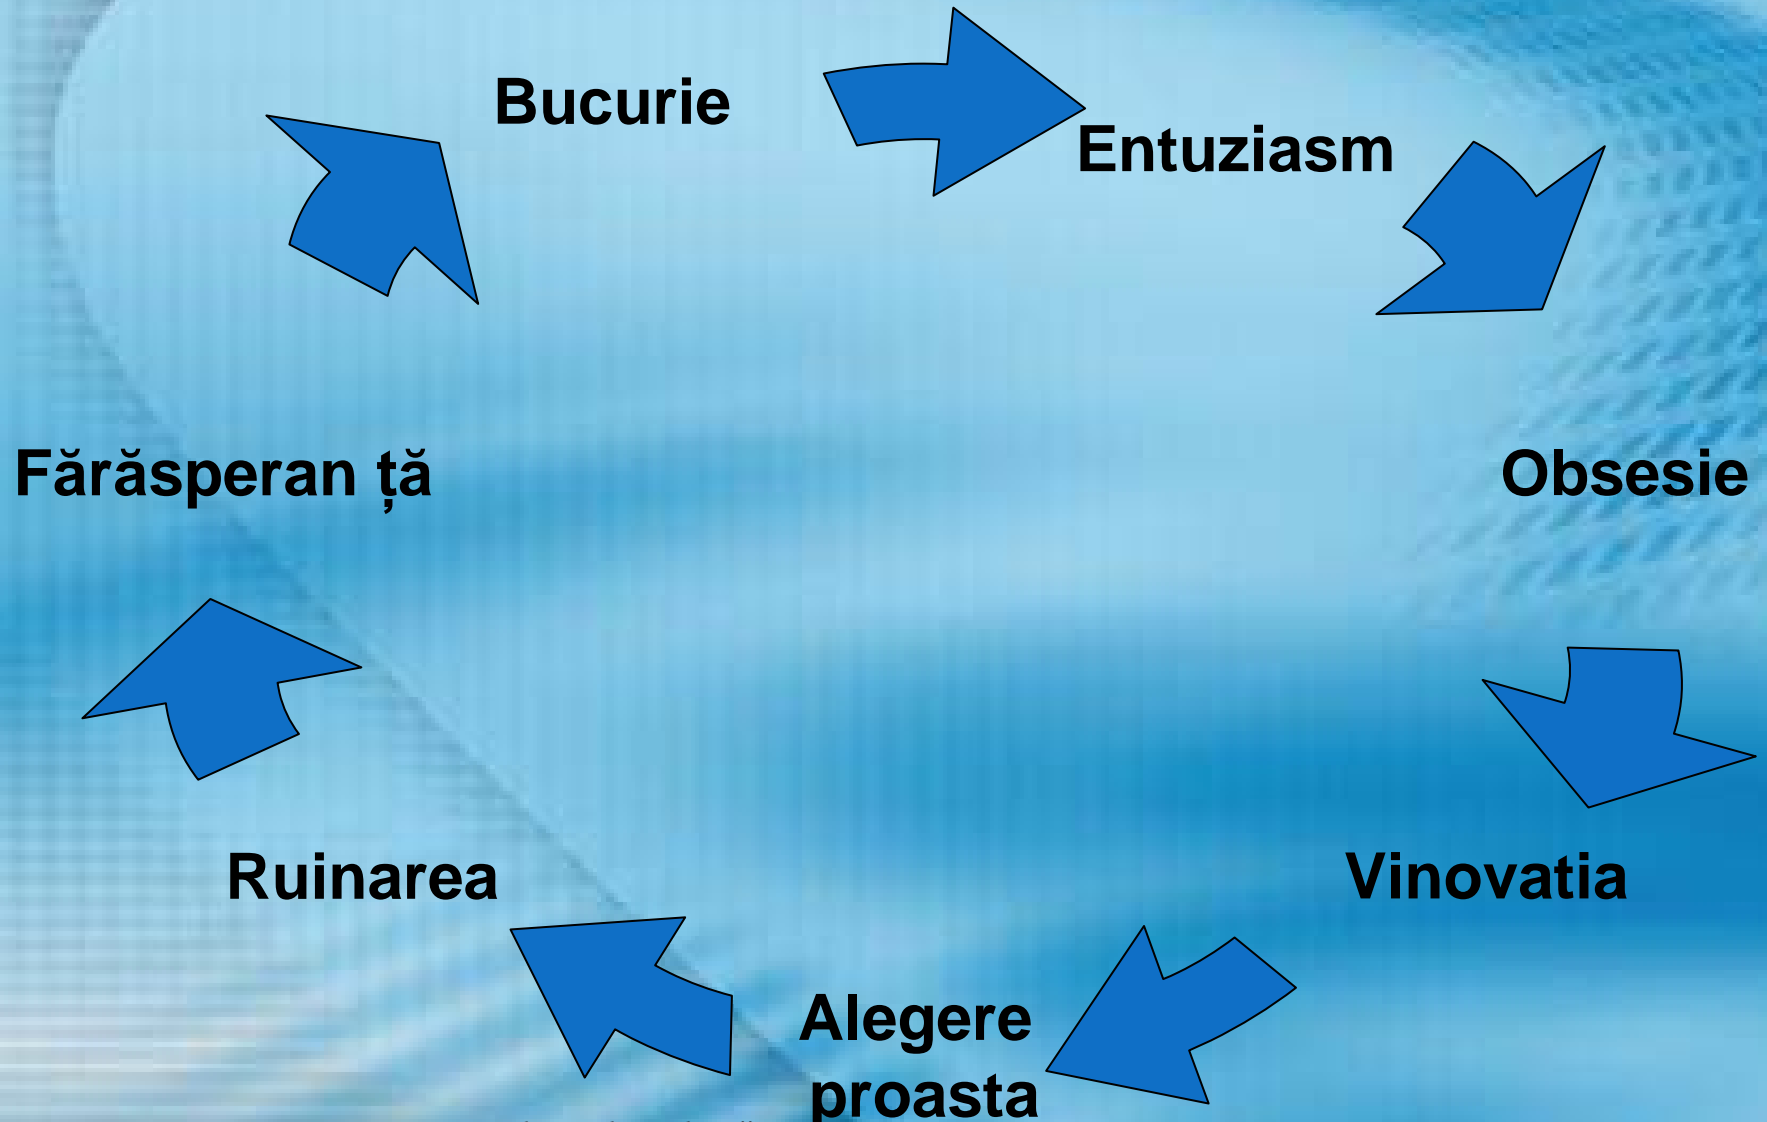 Bucurie
Entuziasm
Obsesie
Vinovatia
Alegere
proasta
Ruinarea
Fărăsperan ță